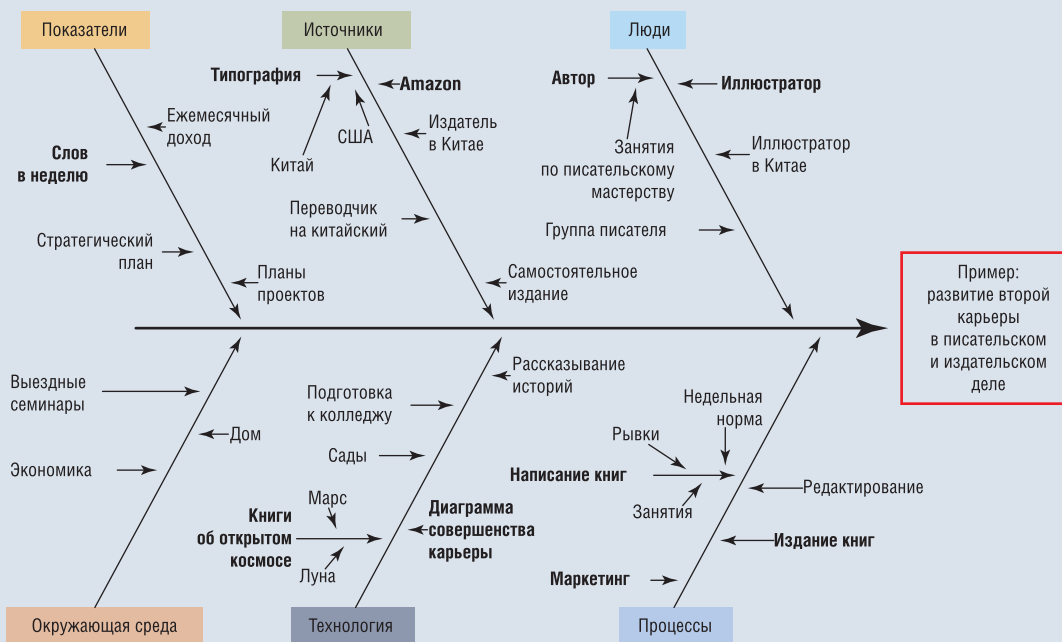 Показатели
Источники
Люди
Типография
Amazon
Автор
Иллюстратор
Ежемесячный
доход
США
Китай
Издатель
в Китае
Занятия
по писательскому
мастерству
Иллюстратор
в Китае
Слов
в неделю
Переводчик
на китайский
Группа писателя
Стратегический
план
Планы
проектов
Самостоятельное
издание
Пример:
развитие второй
карьеры
в писательском
и издательском
деле
Выездные
семинары
Дом
Экономика
Рассказывание
историй
Подготовка
к колледжу
Сады
Марс
Книги
об открытом
космосе
Луна
Диаграмма
совершенства
карьеры
Недельная
норма
Рывки
Написание книг
Занятия
Редактирование
Издание книг
Маркетинг
Окружающая среда
Технология
Процессы